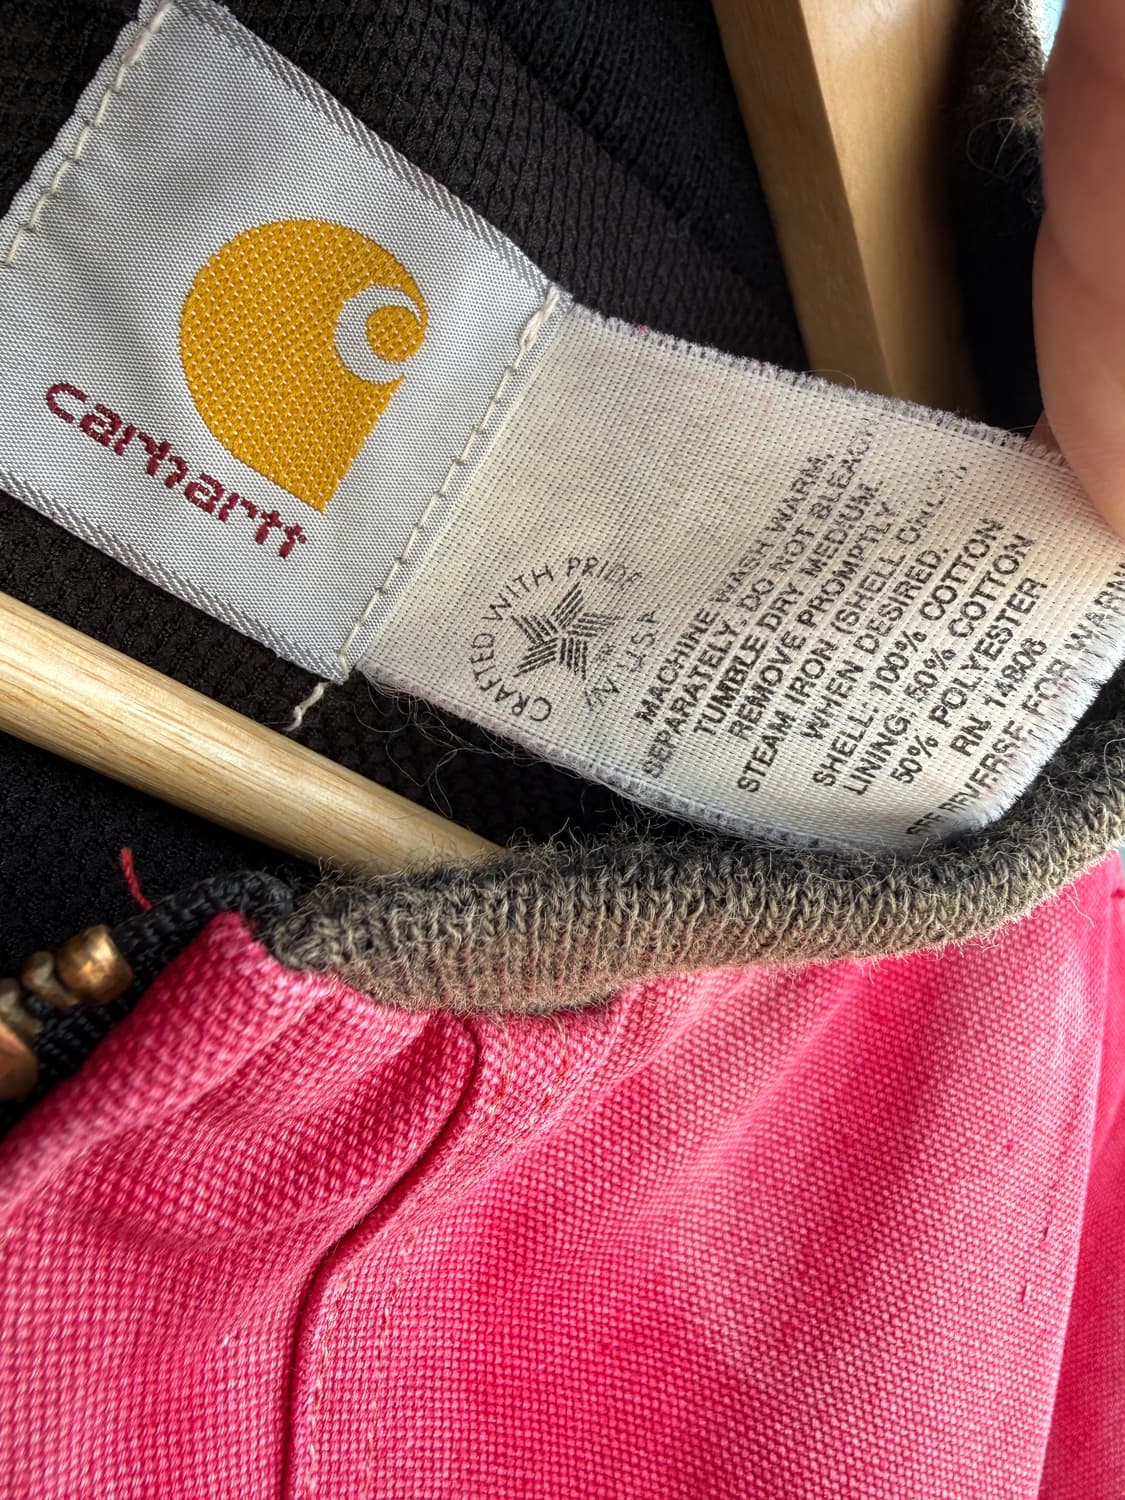 carhartt
CRAFTED WITH PRIDE
IN U.S.A.
MACHINE WASH WARM,
SEPARATELY. DO NOT BLEACH
TUMBLE DRY MEDIUM
REMOVE PROMPTLY
STEAM IRON (SHELL ONLY)
WHEN DESIRED.
SHELL: 100% COTTON
LINING: 50% COTTON
50% POLYESTER
RN 14806
SEE REVERSE FOR WARN